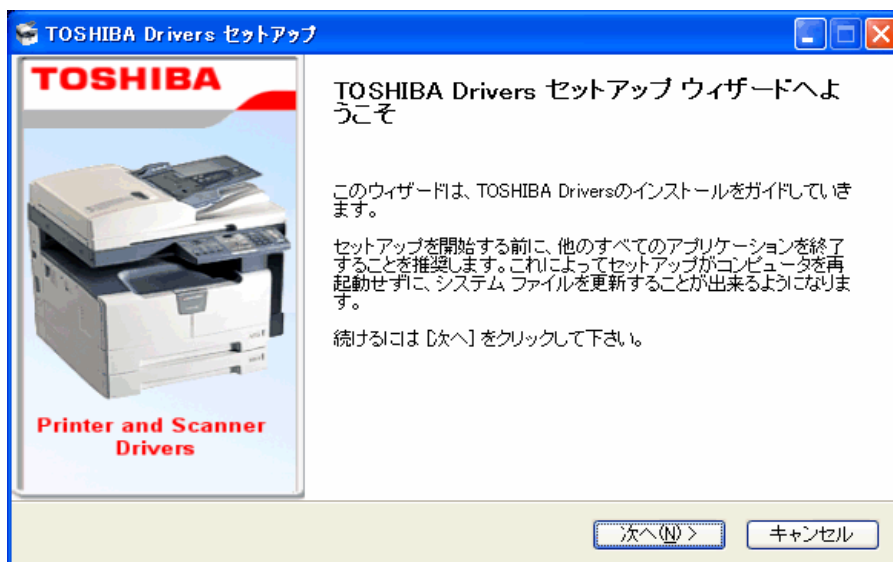 TOSHIBA Drivers セットアップ
TOSHIBA
TOSHIBA Drivers セットアップ ウィザードへよ
うこそ
このウィザードは、TOSHIBA Driversのインストールをガイドしていき
ます。
セットアップを開始する前に、他のすべてのアプリケーションを終了
することを推奨します。これによってセットアップがコンピュータを再
起動せずに、システム ファイルを更新することが出来るようになりま
す。
続けるには [次へ] をクリックして下さい。
Printer and Scanner
Drivers
次へ(N) >
キャンセル